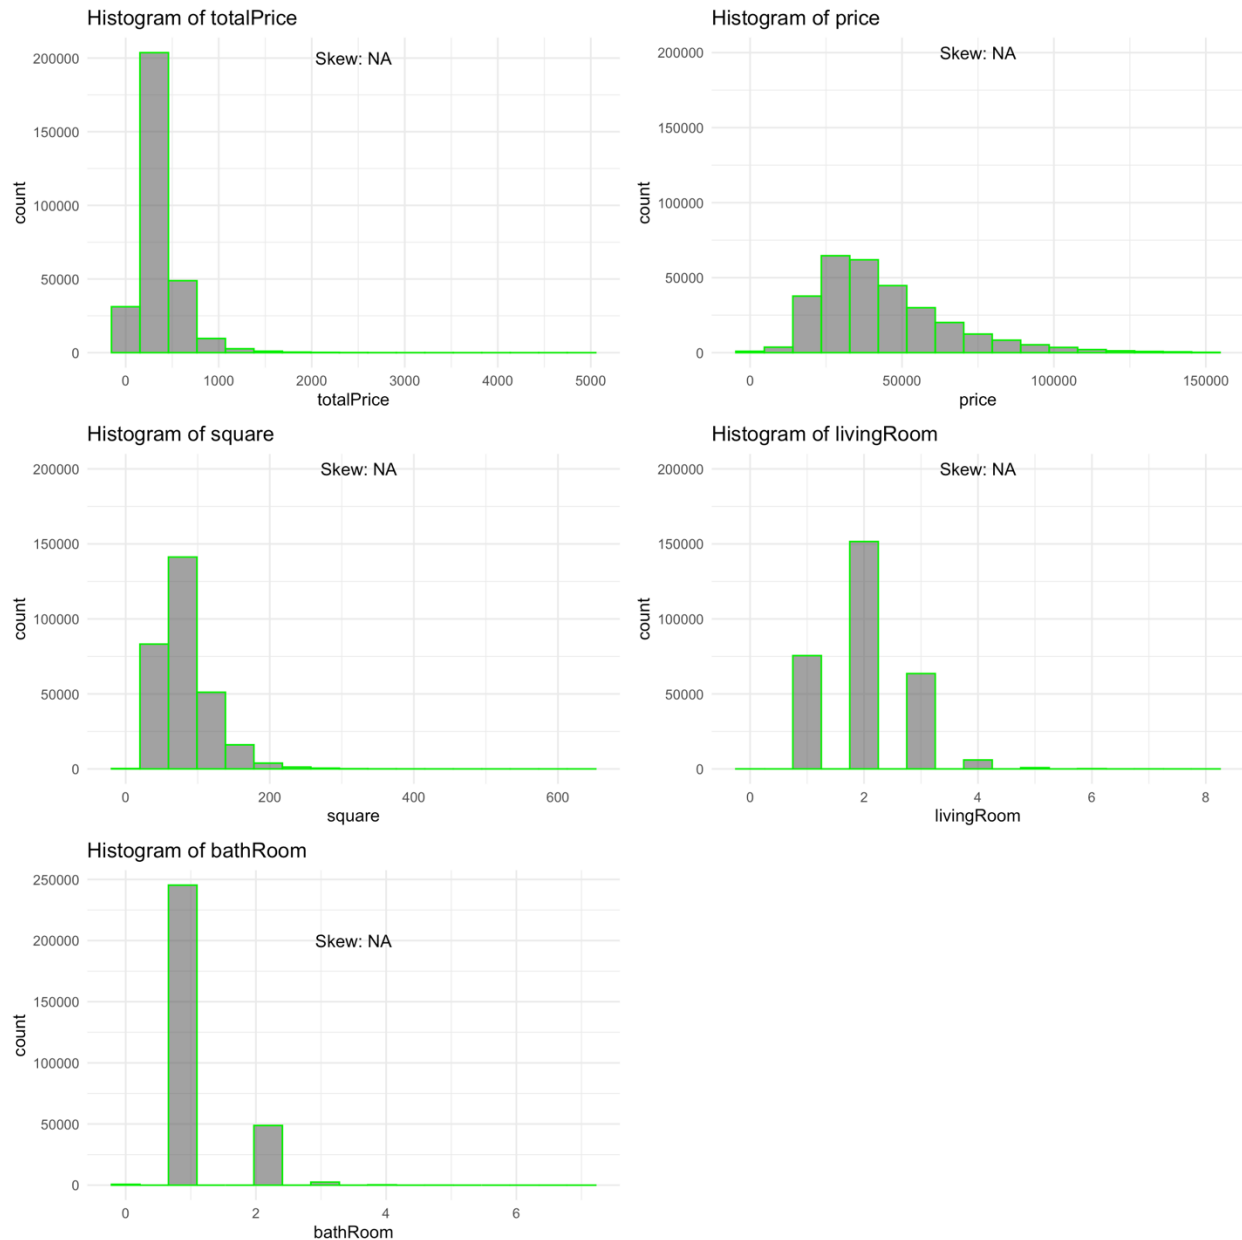 Histogram of totalPrice
Skew: NA
200000
150000
100000
50000
0
count
0 1000 2000 3000 4000 5000
totalPrice
Histogram of price
Skew: NA
200000
150000
100000
50000
0
count
0 50000 100000 150000
price
Histogram of square
Skew: NA
200000
150000
100000
50000
0
count
0 200 400 600
square
Histogram of livingRoom
Skew: NA
200000
150000
100000
50000
0
count
0 2 4 6 8
livingRoom
Histogram of bathRoom
250000
Skew: NA
200000
150000
100000
50000
0
count
0 2 4 6
bathRoom